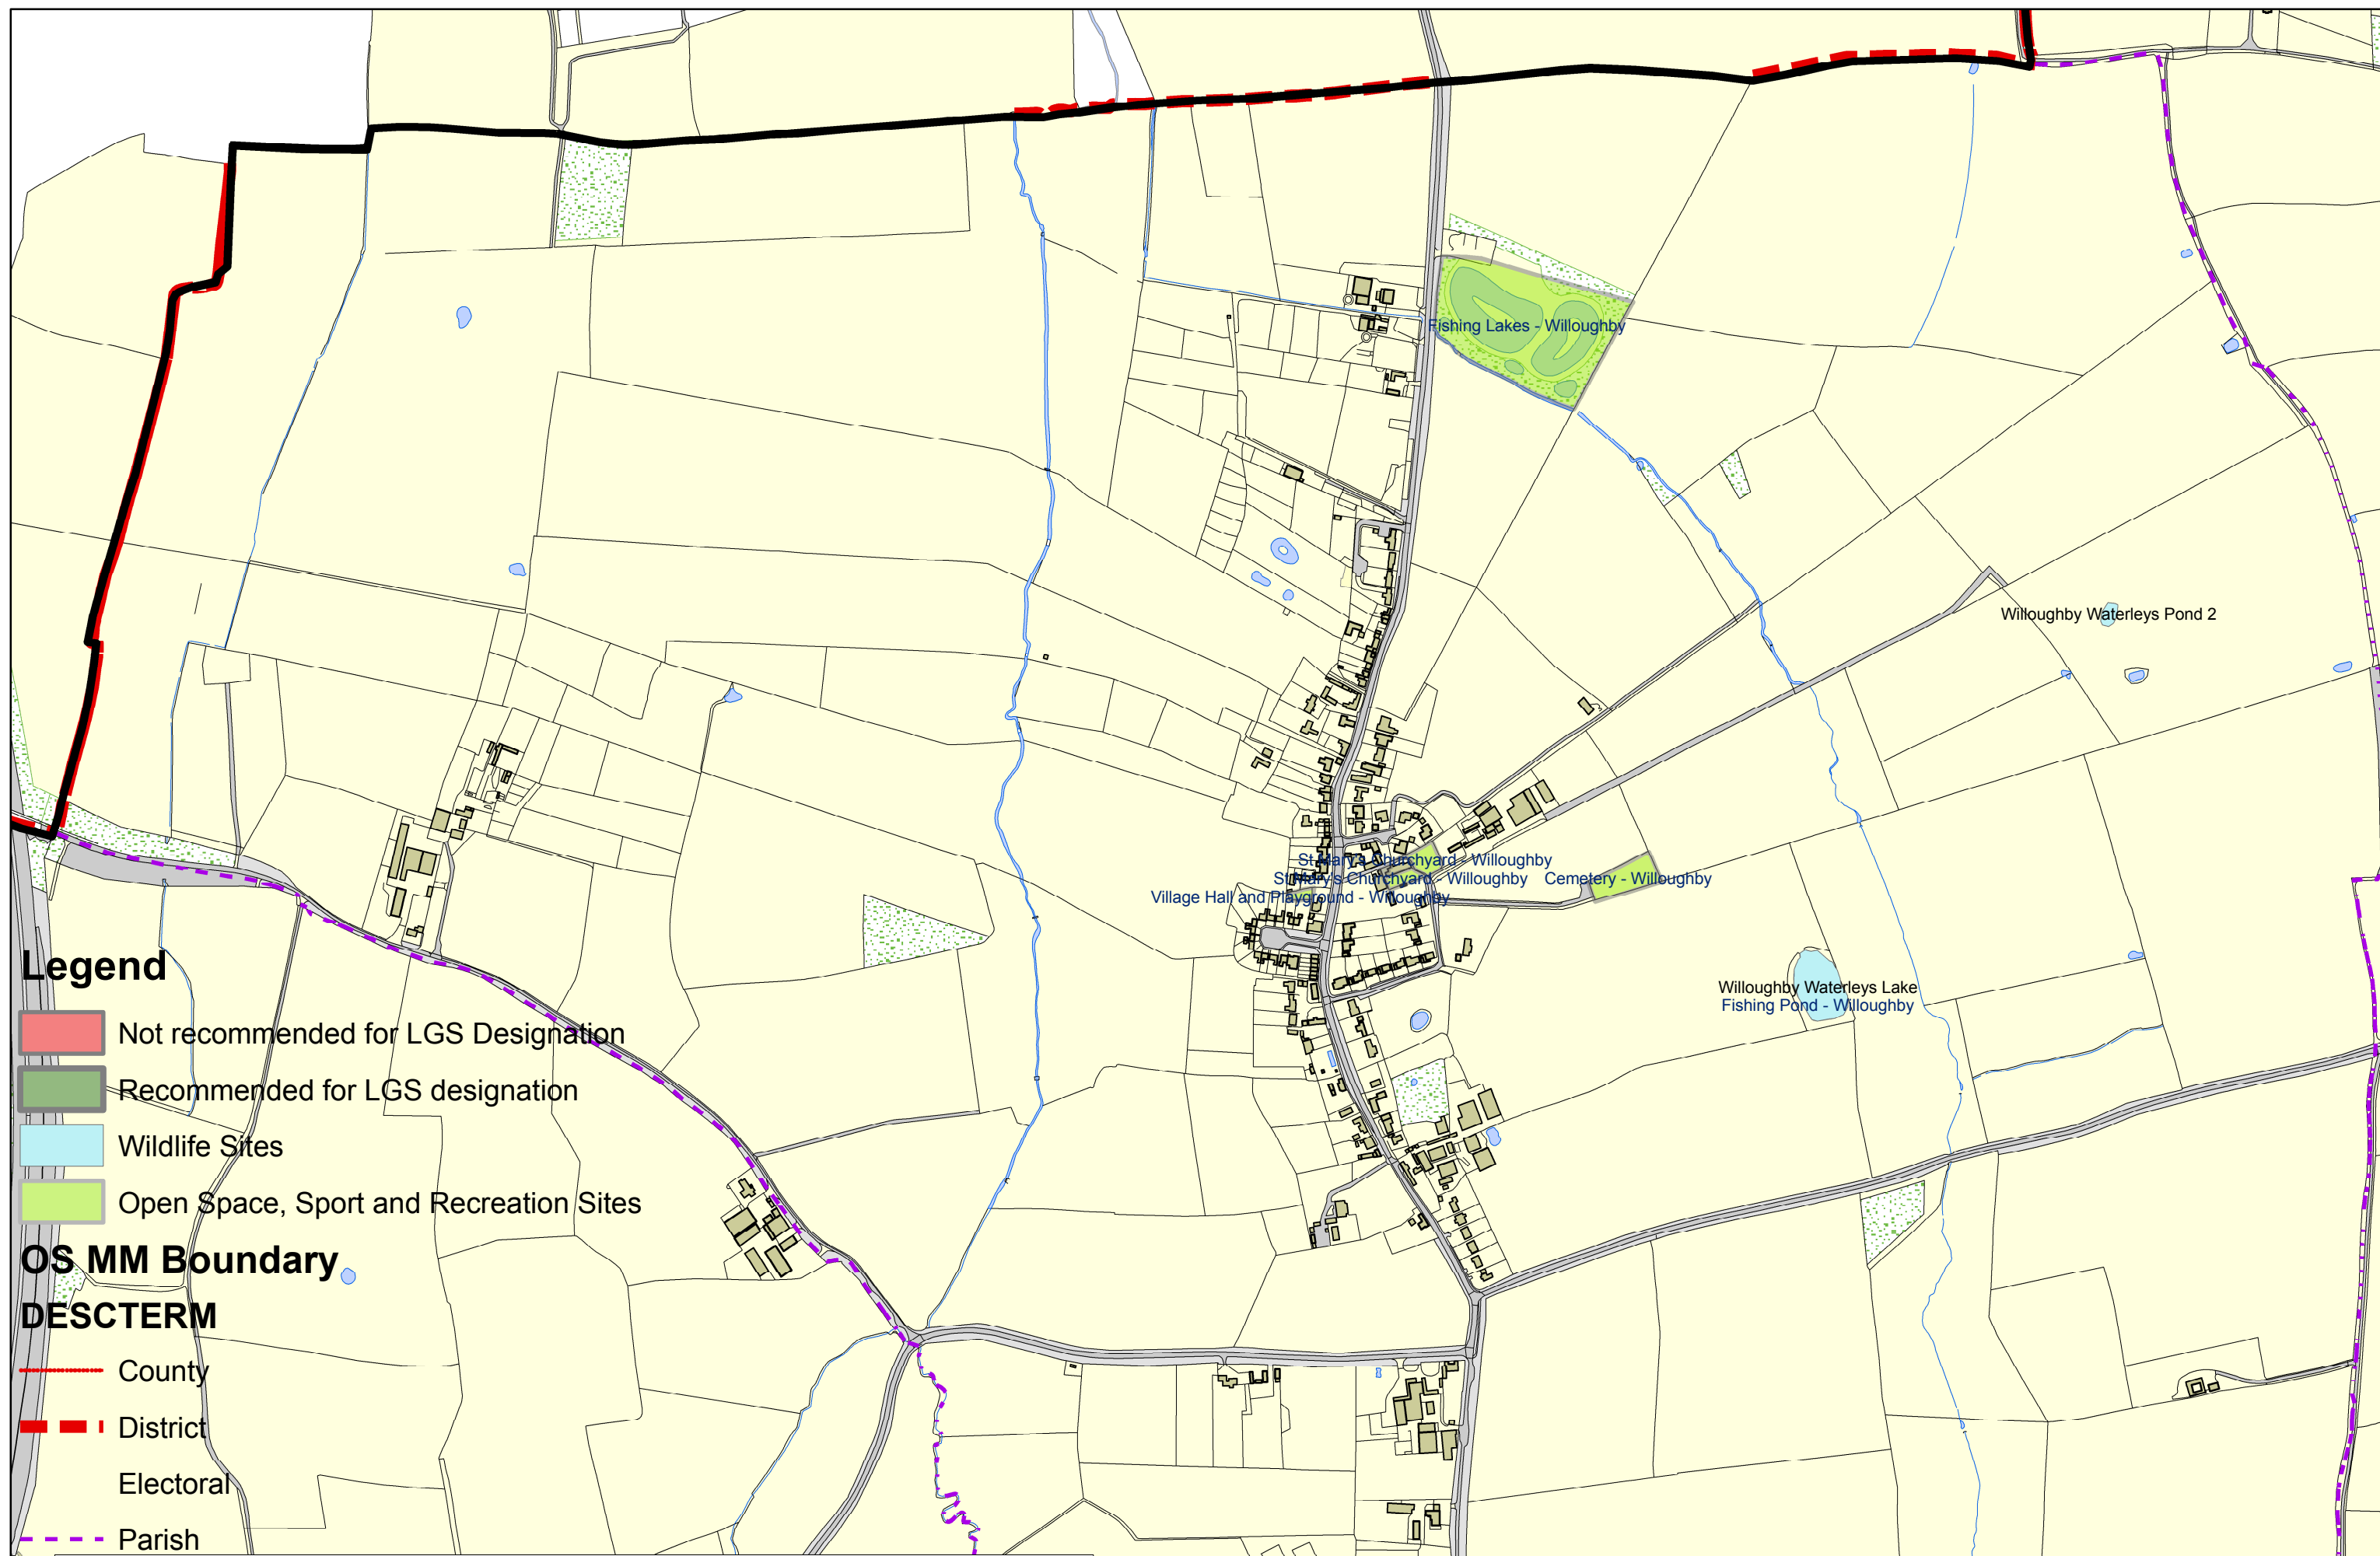 Fishing Lakes - Willoughby
Willoughby Waterleys Pond 2
St Mary's Churchyard - Willoughby
St Mary's Churchyard - Willoughby
Cemetery - Willoughby
Village Hall and Playground - Willoughby
Willoughby Waterleys Lake
Fishing Pond - Willoughby
Legend
Not recommended for LGS Designation
Recommended for LGS designation
Wildlife Sites
Open Space, Sport and Recreation Sites
OS MM Boundary
DESCTERM
County
District
Electoral
Parish